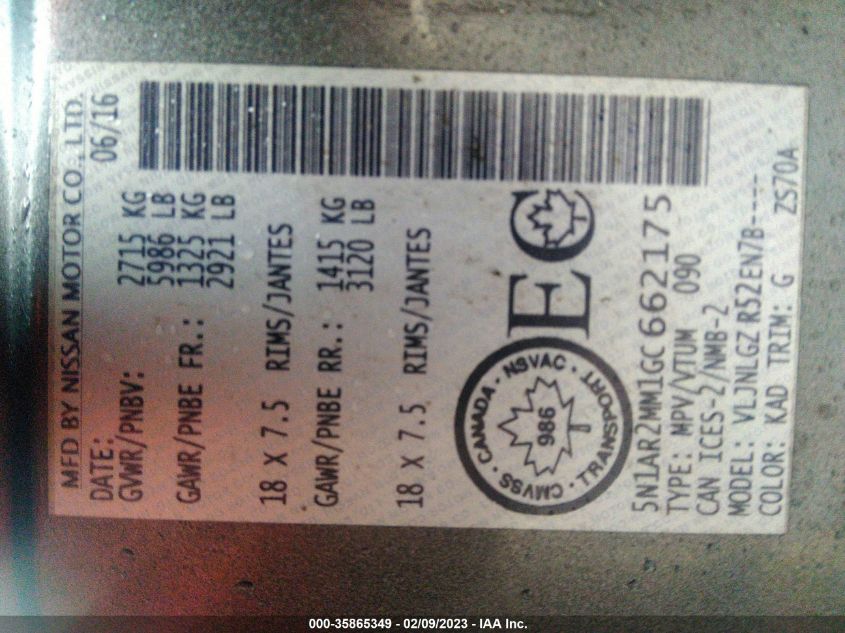 MFD BY NISSAN MOTOR CO., LTD.
DATE: 06/16
GVWR/PNBV: 2715 KG
5986 LB
GAWR/PNBE FR.: 1325 KG
2921 LB
18 X 7.5 RIMS/JANTES
GAWR/PNBE RR.: 1415 KG
3120 LB
18 X 7.5 RIMS/JANTES
CANADA · NSVAC · TRANSPORT · CMVSS ·
986
EC
5N1AR2MM1GC662175
TYPE: MPV/VTUM 090
CAN ICES-2/NMB-2
MODEL: VLJNLGZ R52EN7B----
COLOR: KAD TRIM: G ZS70A
000-35865349 - 02/09/2023 - IAA Inc.